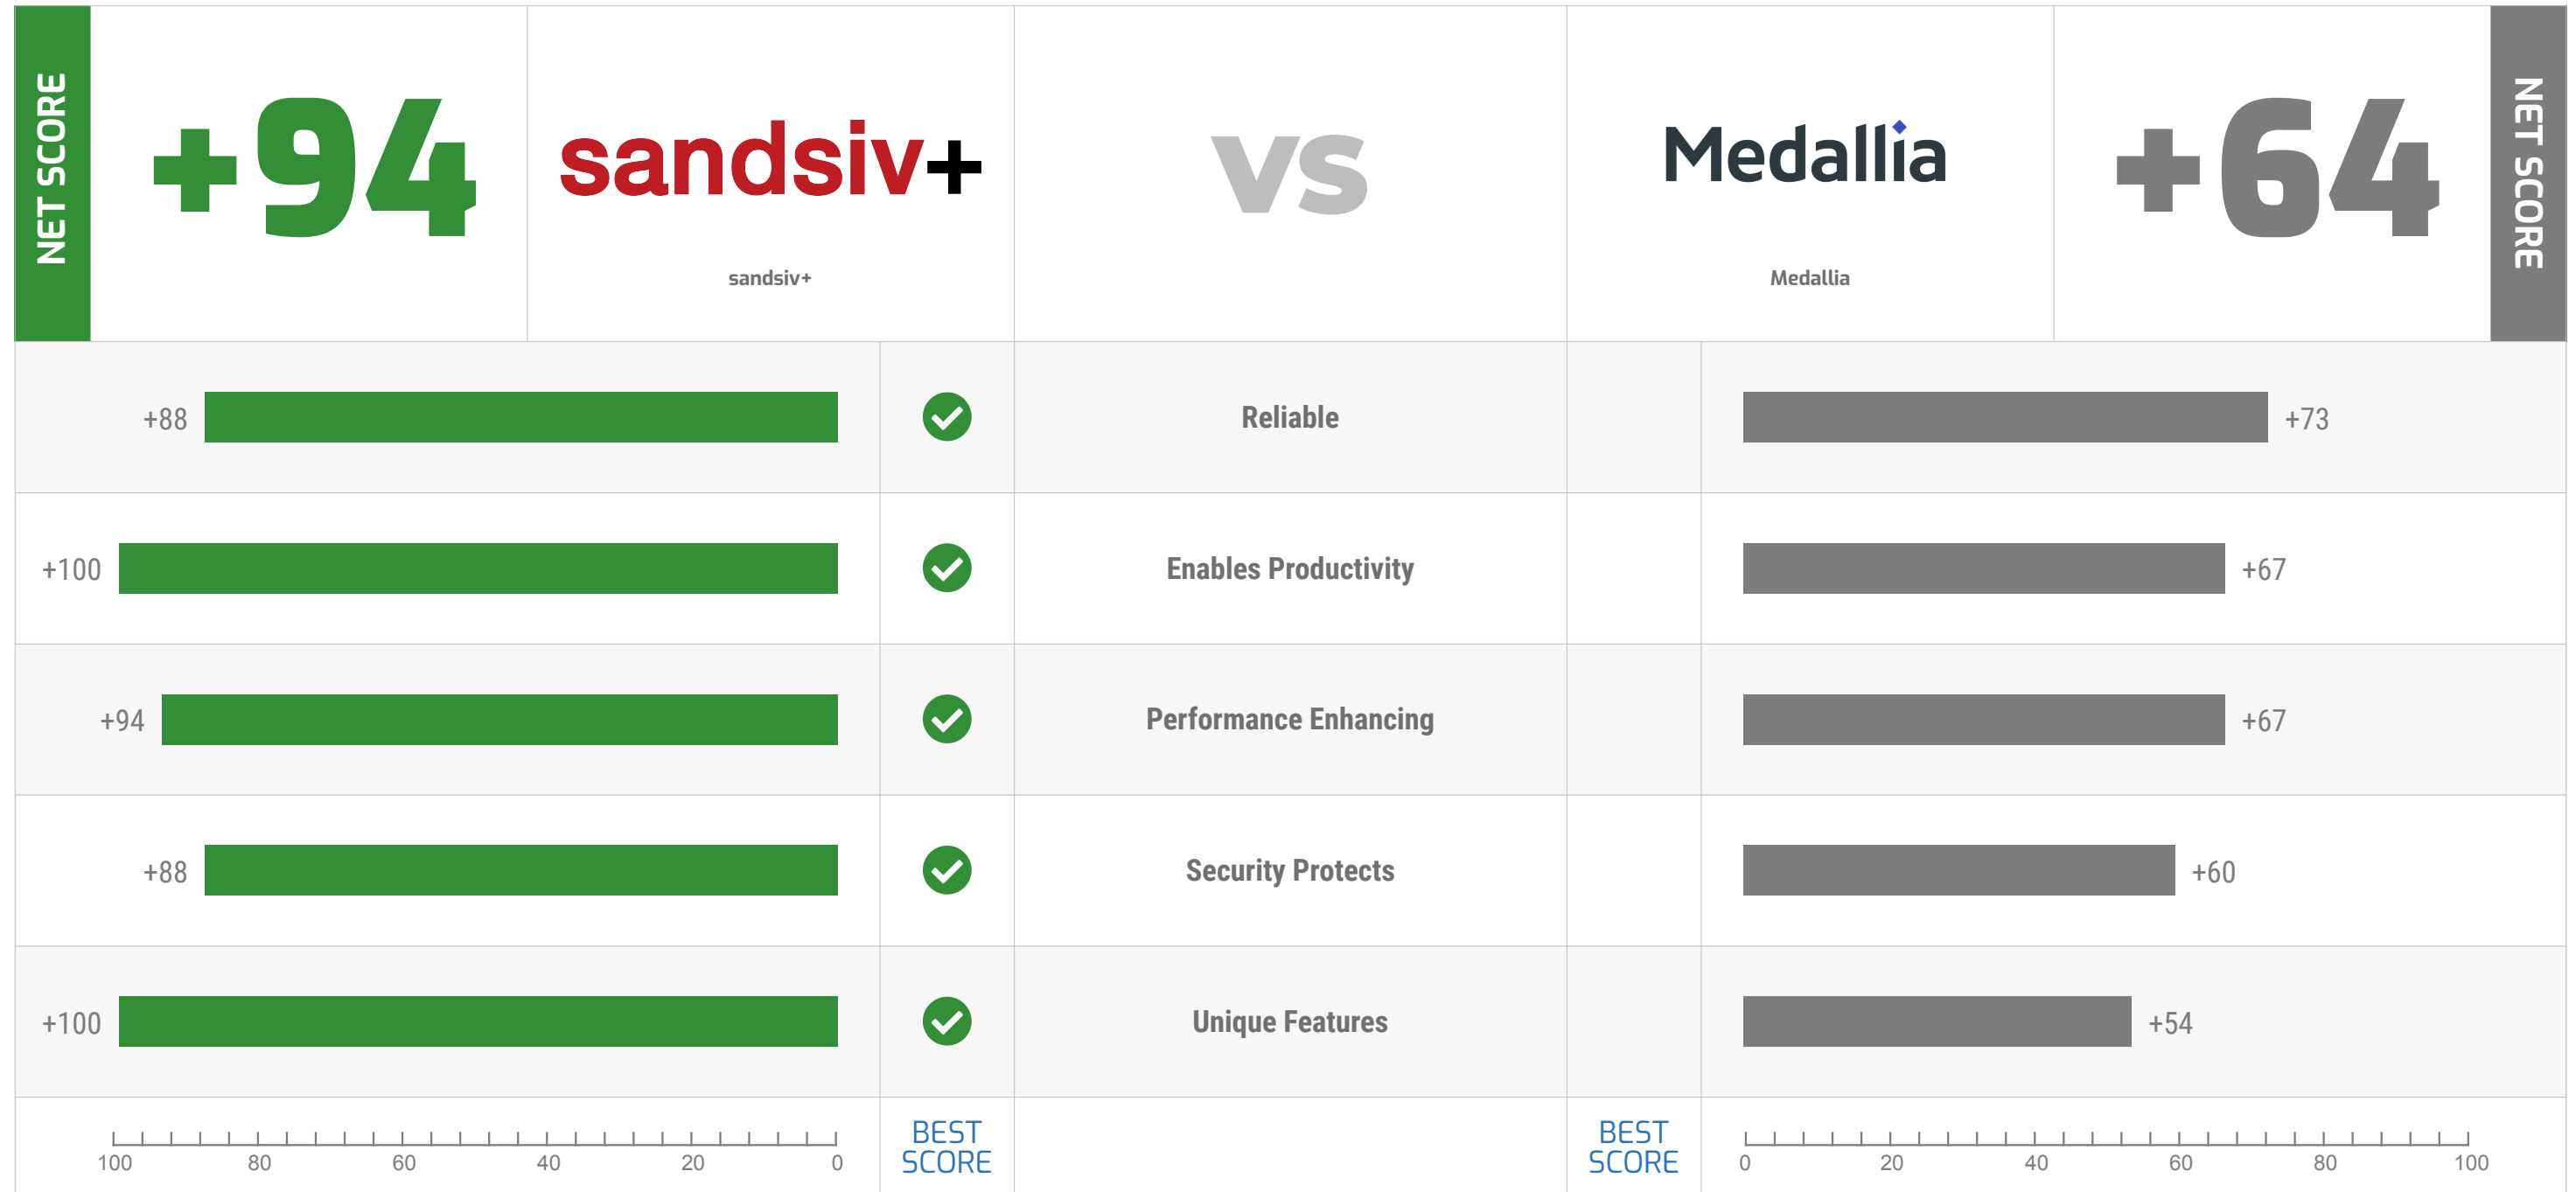 NET SCORE
+94
sandsiv+
sandsiv+
vs
Medallia
Medallia
+64
NET SCORE
+88
Reliable
+73
+100
Enables Productivity
+67
+94
Performance Enhancing
+67
+88
Security Protects
+60
+100
Unique Features
+54
100 80 60 40 20 0
BEST
SCORE
BEST
SCORE
0 20 40 60 80 100